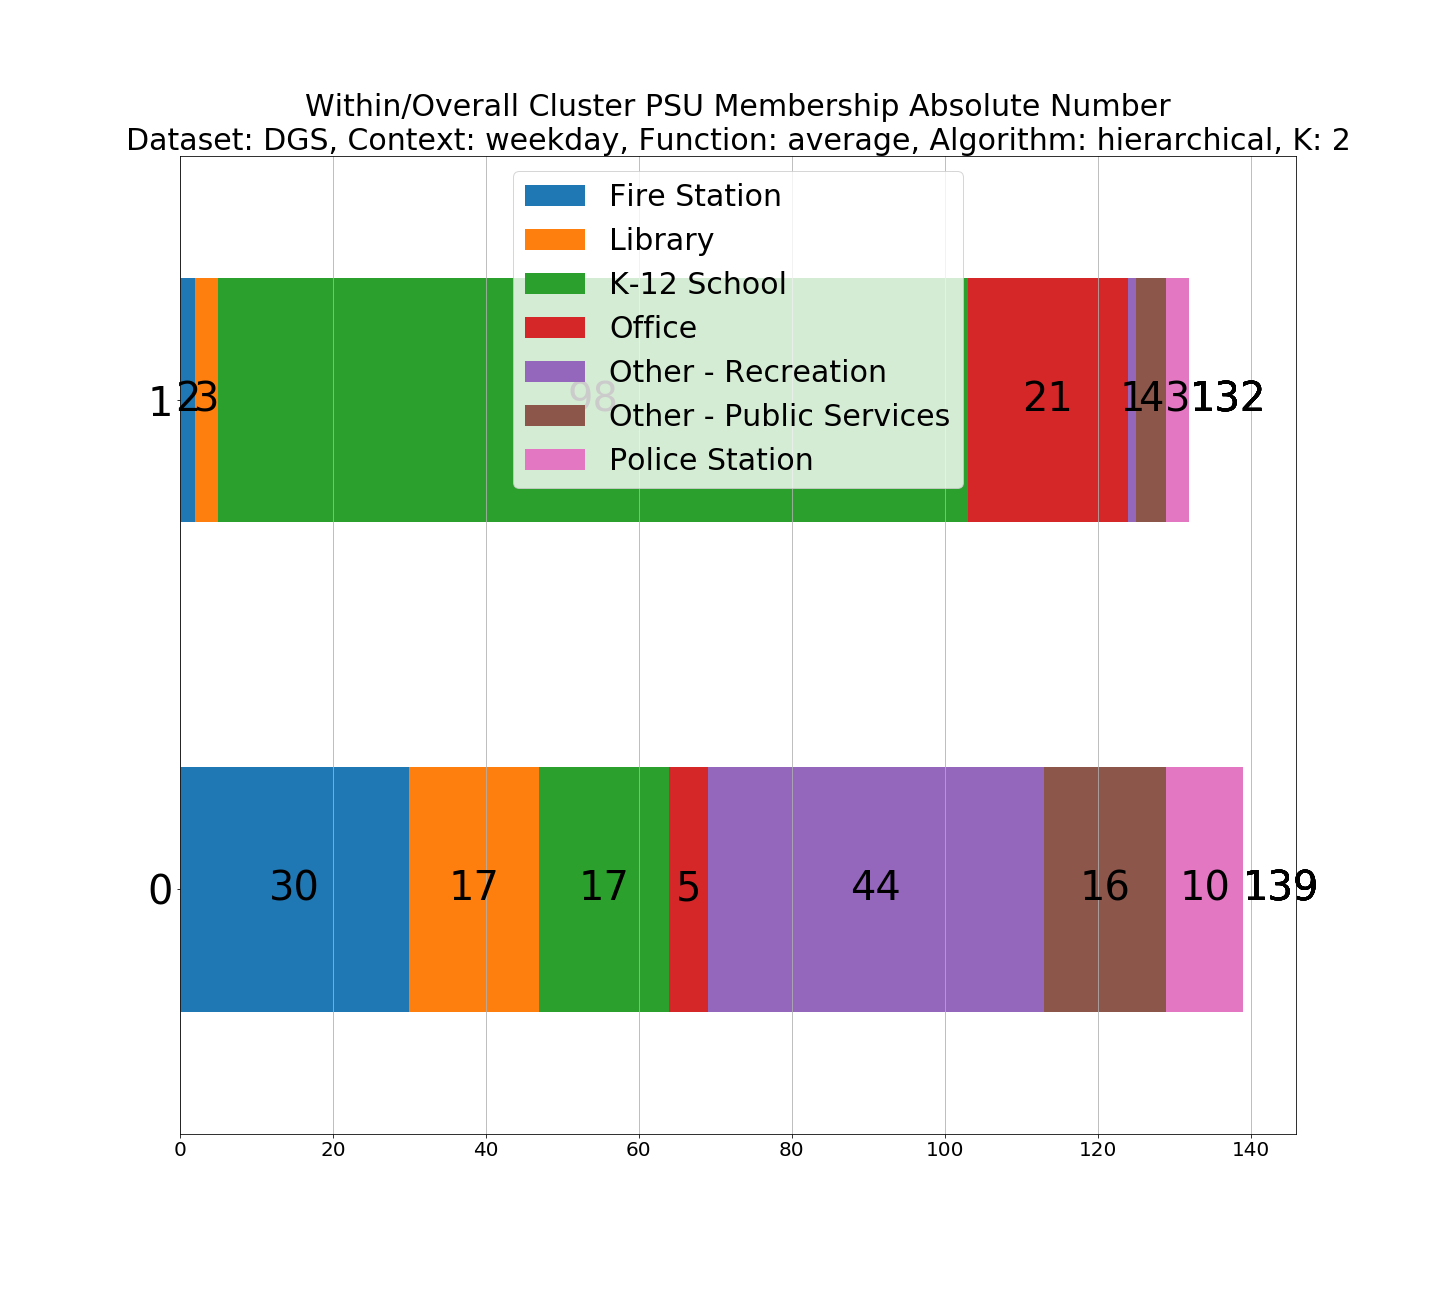 Within/Overall Cluster PSU Membership Absolute Number
Dataset: DGS, Context: weekday, Function: average, Algorithm: hierarchical, K: 2
Fire Station
Library
K-12 School
Office
Other - Recreation
Other - Public Services
Police Station
1 2 3 98 21 1 4 3 132
0 30 17 17 5 44 16 10 139
0 20 40 60 80 100 120 140